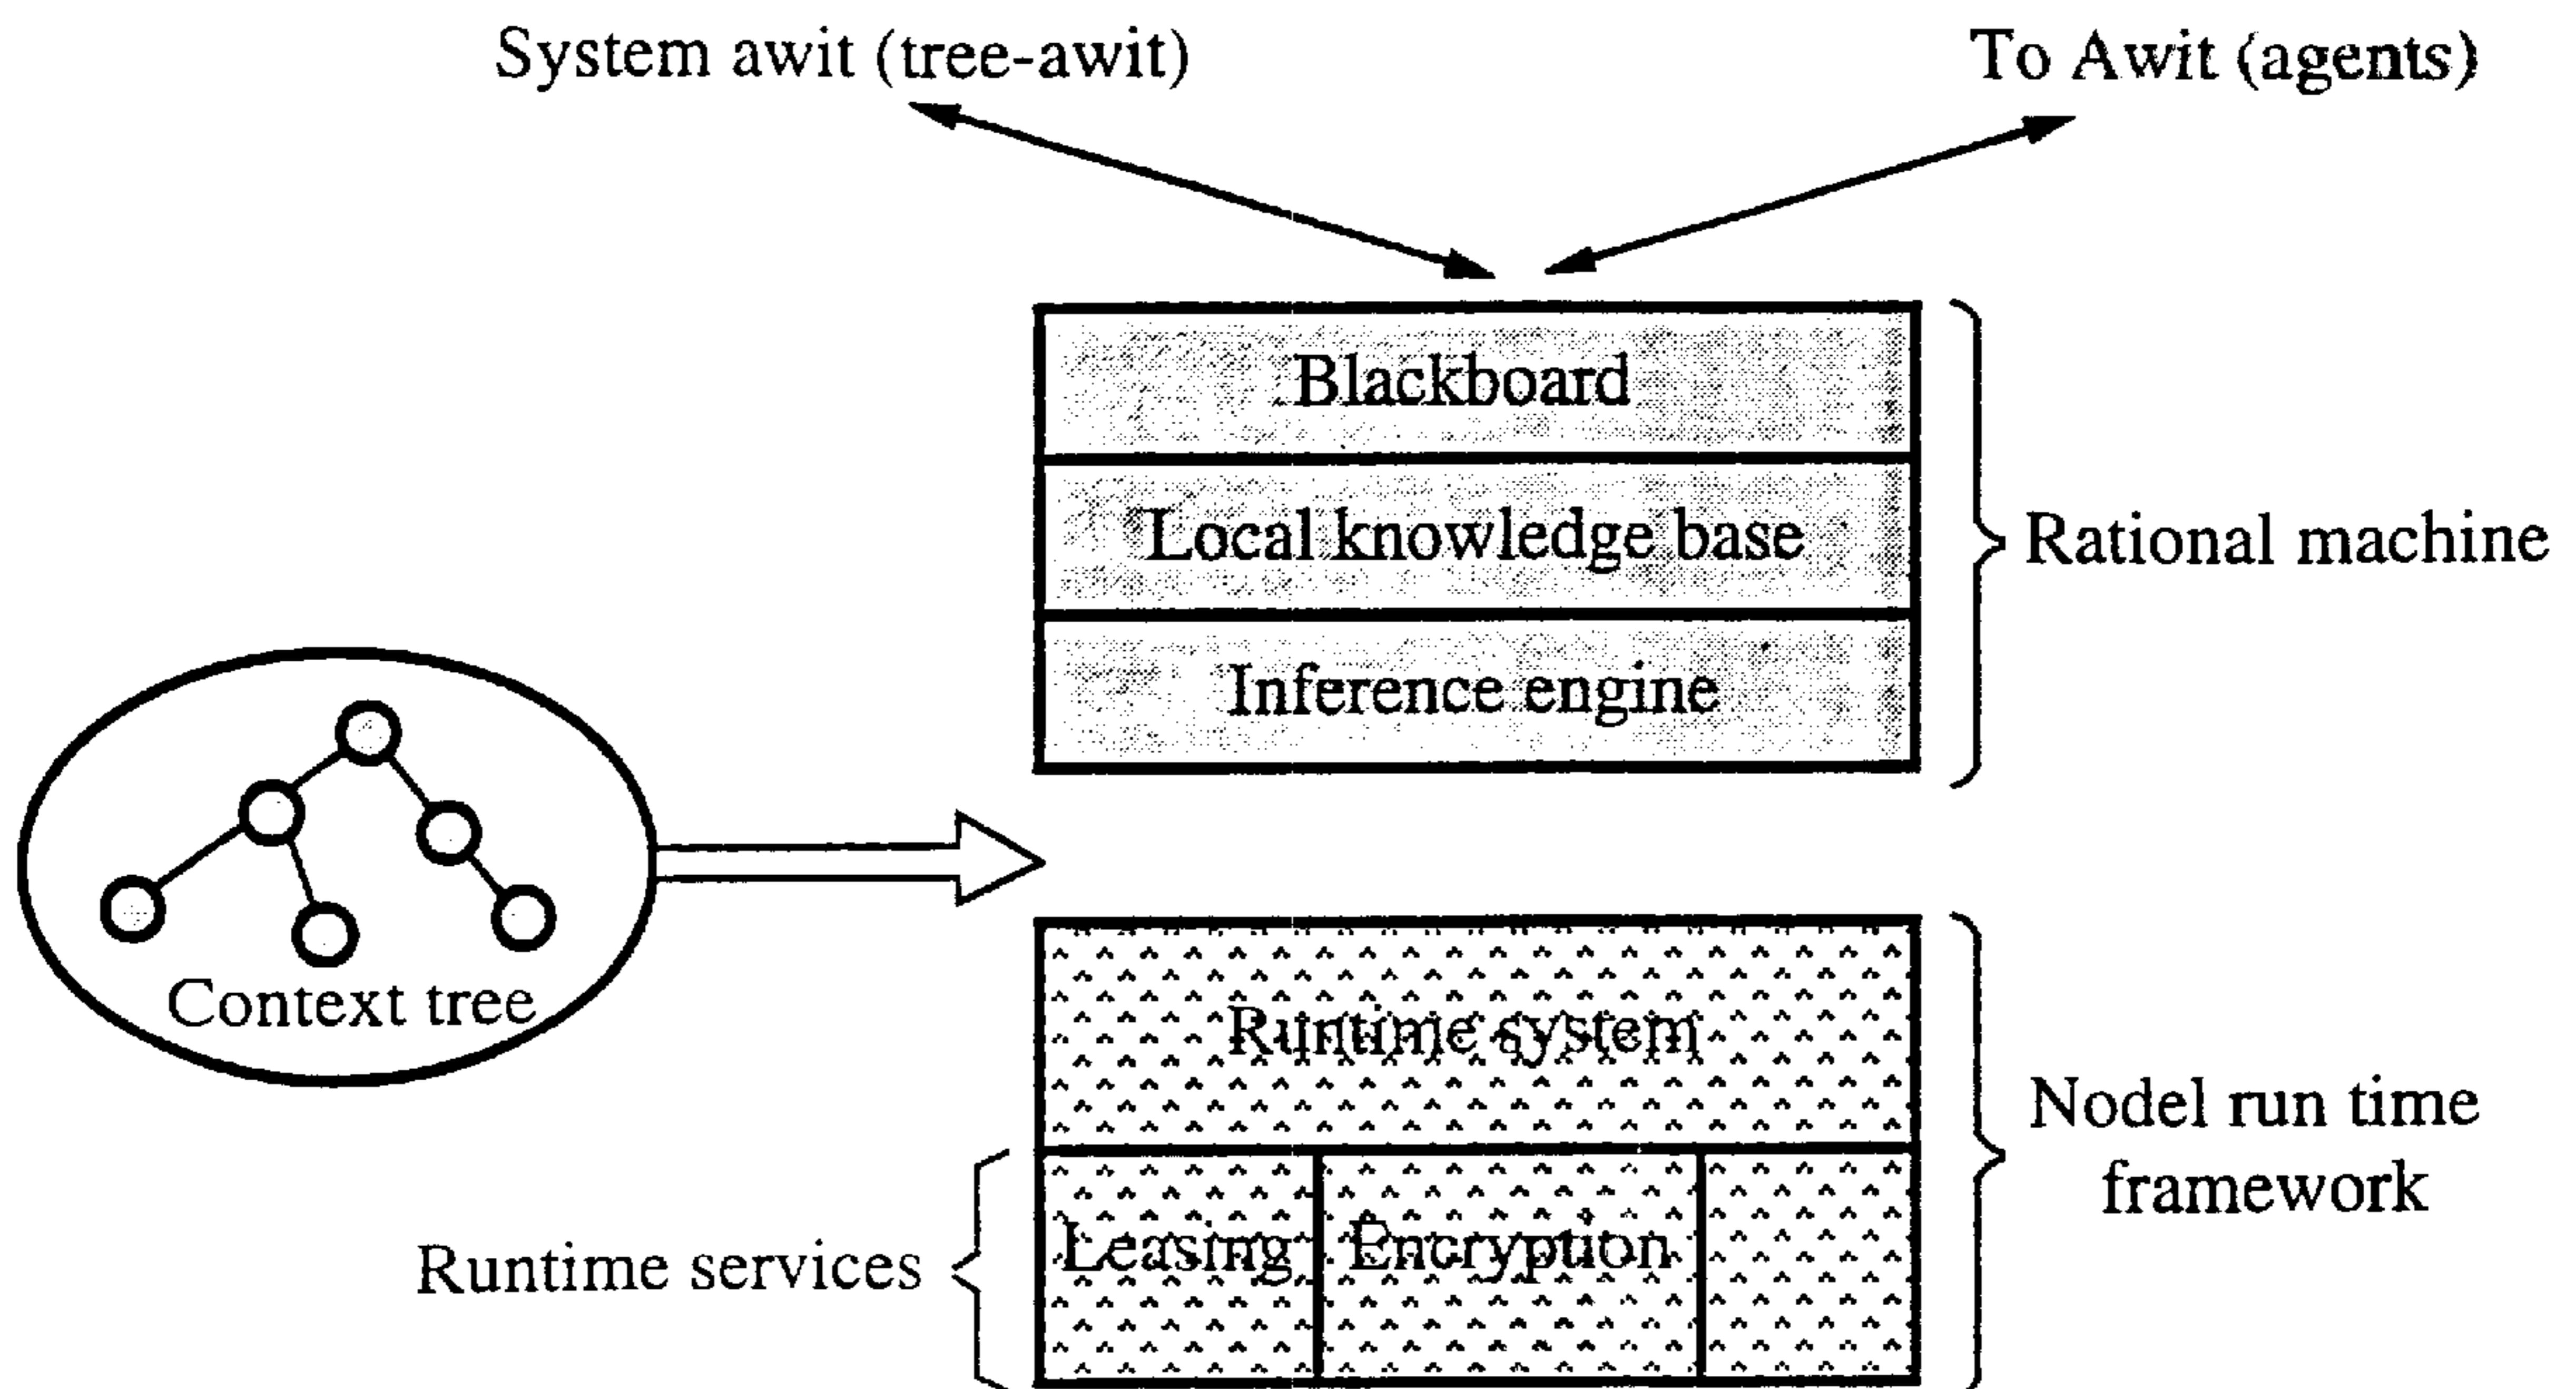 System awit (tree-awit)
To Awit (agents)
Blackboard
Local knowledge base
Rational machine
Inference engine
Context tree
Runtime system
Nodel run time
framework
Leasing
Encryption
Runtime services